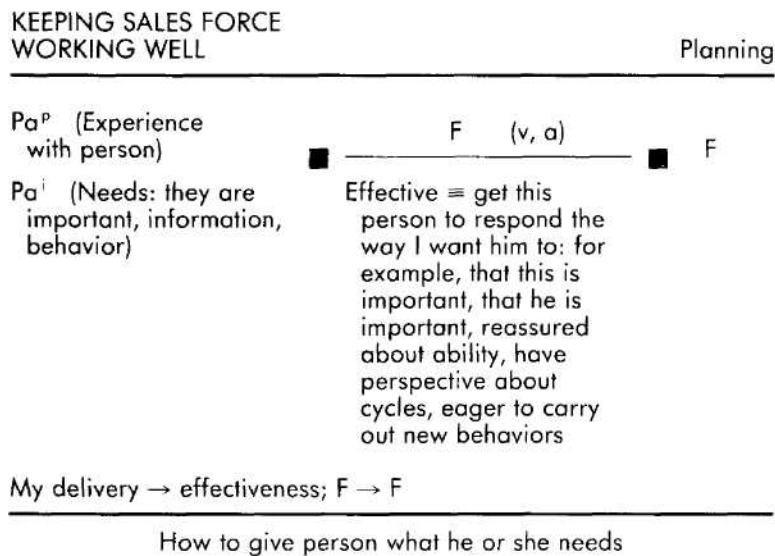 KEEPING SALES FORCE
WORKING WELL Planning
Paᵖ (Experience
with person)
F (v, a)
F
Paⁱ (Needs: they are
important, information,
behavior)
Effective ≡ get this
person to respond the
way I want him to: for
example, that this is
important, that he is
important, reassured
about ability, have
perspective about
cycles, eager to carry
out new behaviors
My delivery → effectiveness; F → F
How to give person what he or she needs